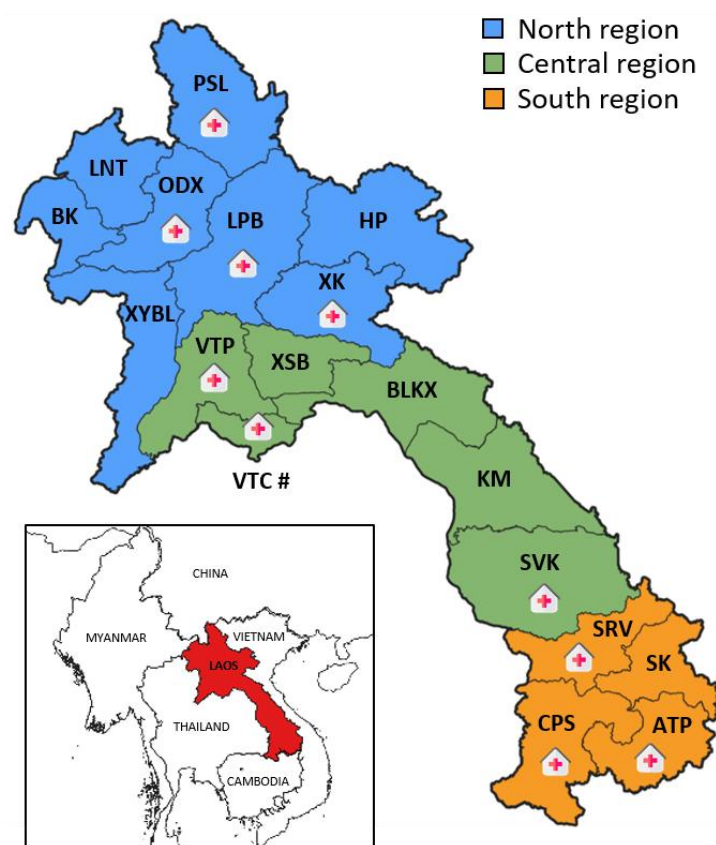 North region
Central region
South region
PSL
LNT
ODX
BK
LPB
HP
XK
XYBL
VTP
XSB
BLKX
VTC #
KM
SVK
SRV
SK
CPS
ATP
CHINA
MYANMAR
VIETNAM
LAOS
THAILAND
CAMBODIA